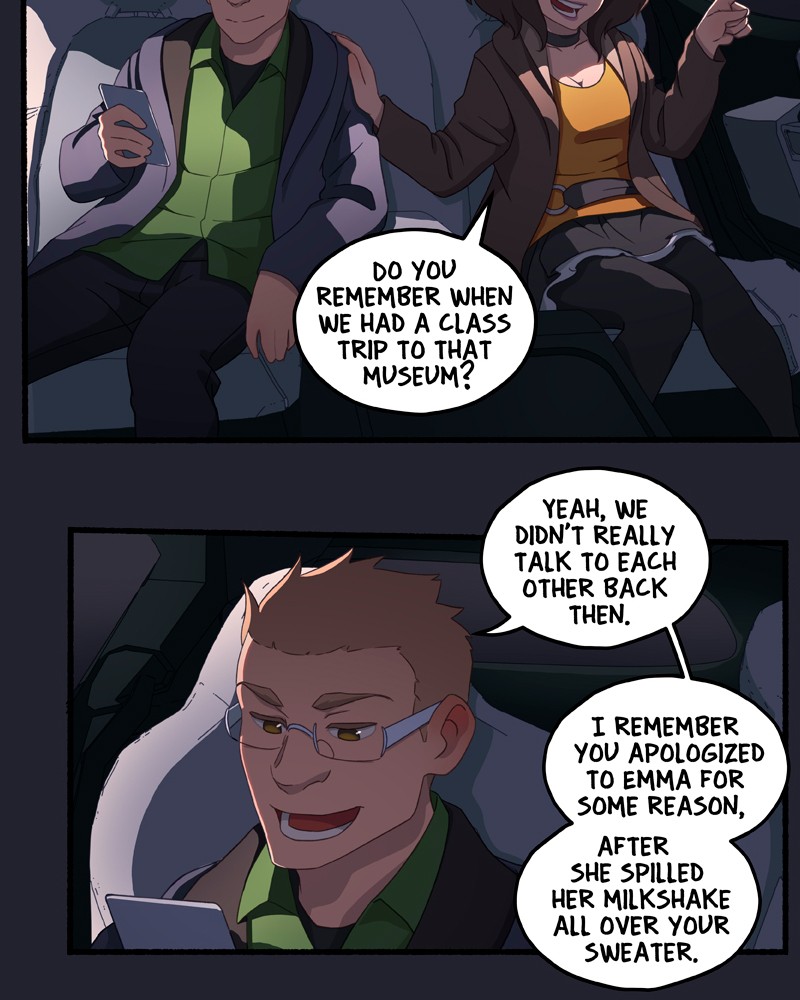 DO YOU
REMEMBER WHEN
WE HAD A CLASS
TRIP TO THAT
MUSEUM?
YEAH, WE
DIDN'T REALLY
TALK TO EACH
OTHER BACK
THEN.
I REMEMBER
YOU APOLOGIZED
TO EMMA FOR
SOME REASON,
AFTER
SHE SPILLED
HER MILKSHAKE
ALL OVER YOUR
SWEATER.